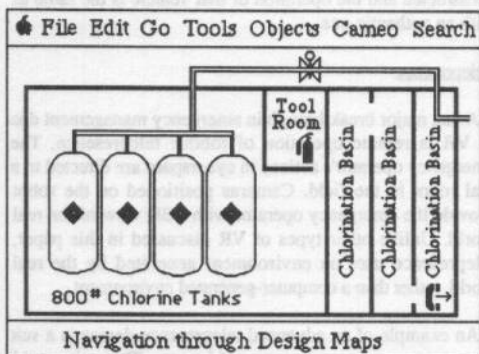 File Edit Go Tools Objects Cameo Search
Tool
Room
Chlorination Basin
Chlorination Basin
Chlorination Basin
800# Chlorine Tanks
Navigation through Design Maps